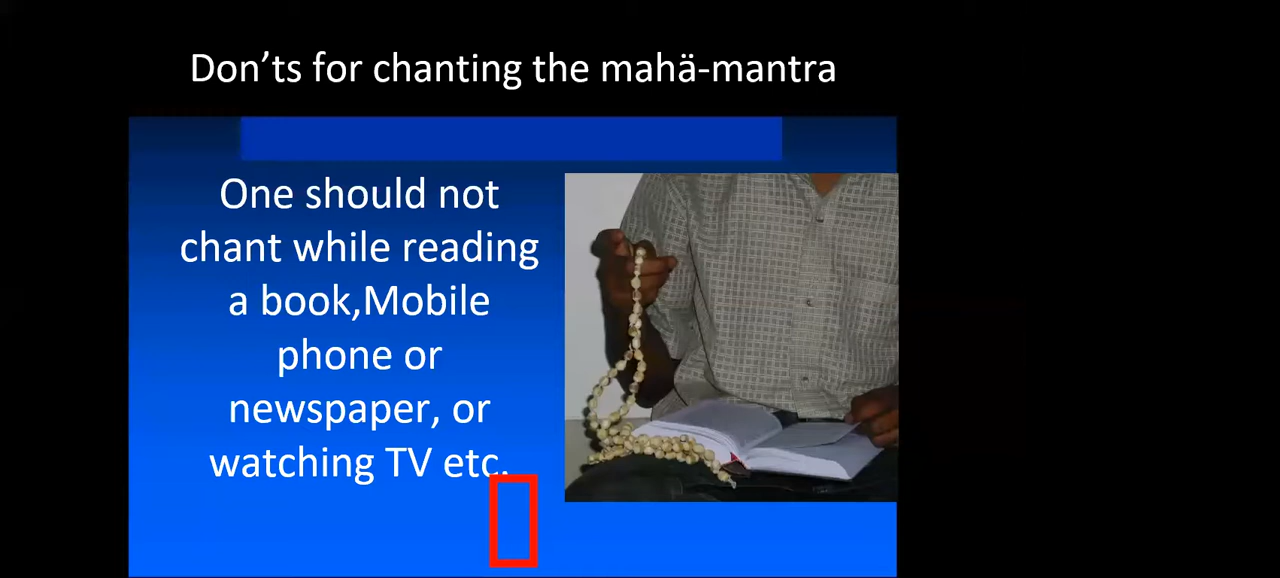 Don’ts for chanting the mahä-mantra
One should not
chant while reading
a book,Mobile
phone or
newspaper, or
watching TV etc.